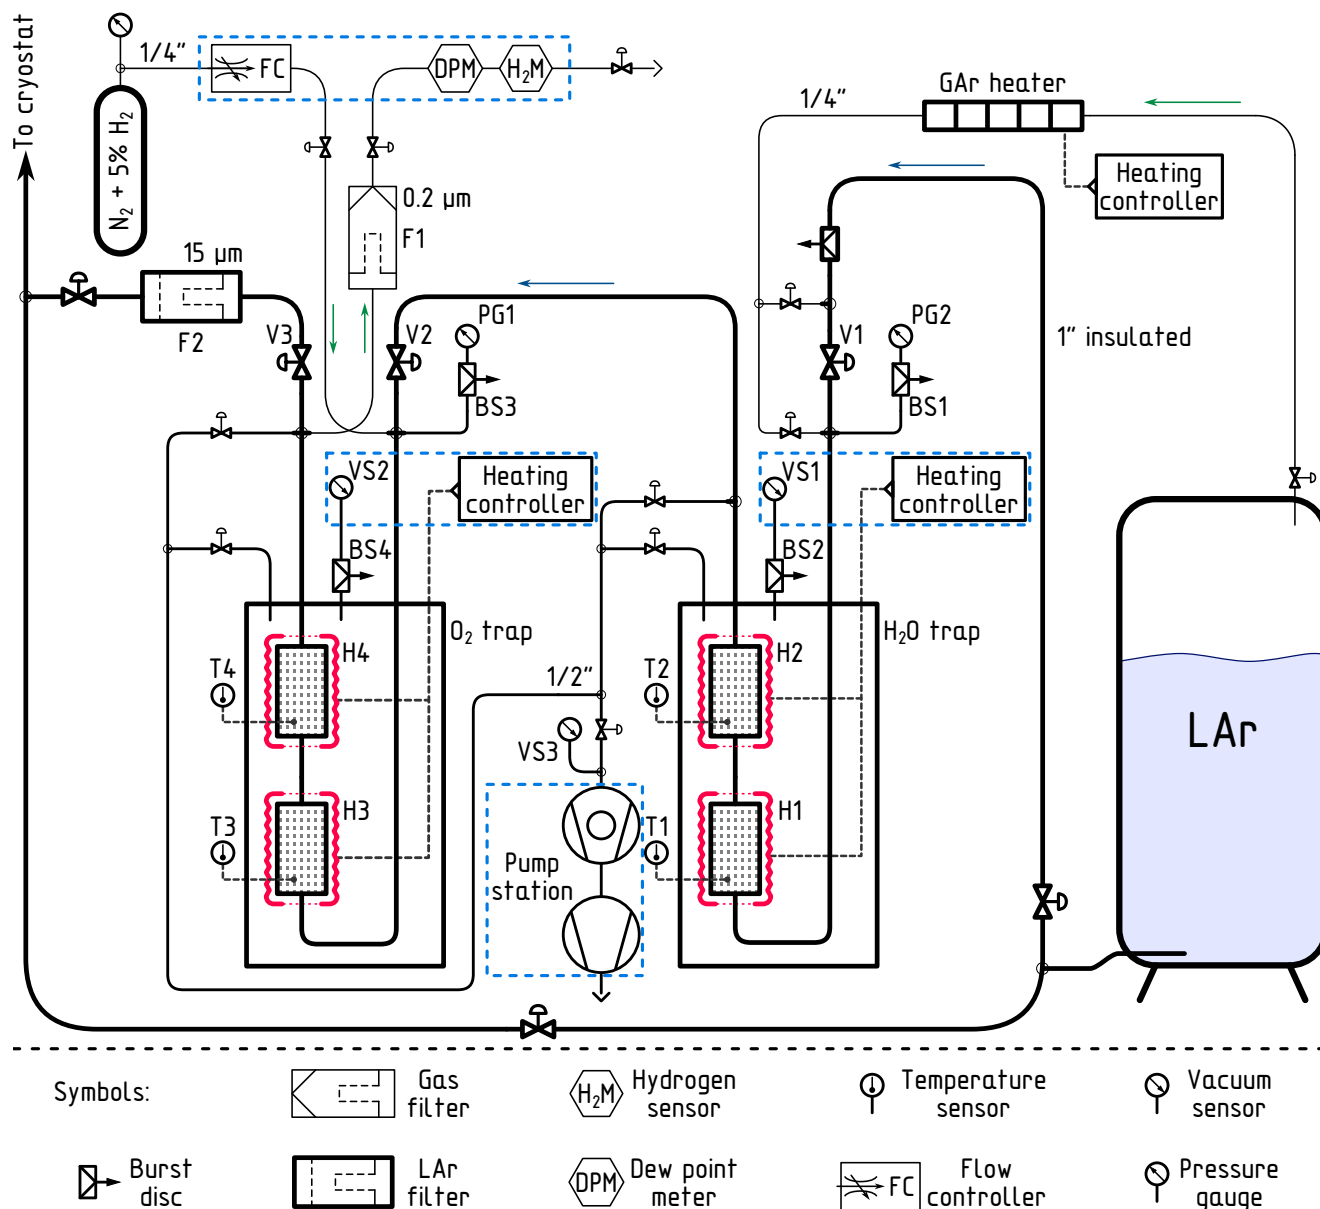 To cryostat
1/4"
FC
DPM
H₂M
N₂ + 5% H₂
0.2 µm
F1
15 µm
F2
V3
V2
PG1
BS3
GAr heater
1/4"
Heating
controller
PG2
V1
BS1
1" insulated
VS2
Heating
controller
BS4
VS1
Heating
controller
BS2
O₂ trap
H₂O trap
H4
T4
H2
T2
1/2"
VS3
LAr
H3
T3
H1
T1
Pump
station
Symbols:
Gas
filter
H₂M
Hydrogen
sensor
Temperature
sensor
Vacuum
sensor
Burst
disc
LAr
filter
DPM
Dew point
meter
FC
Flow
controller
Pressure
gauge